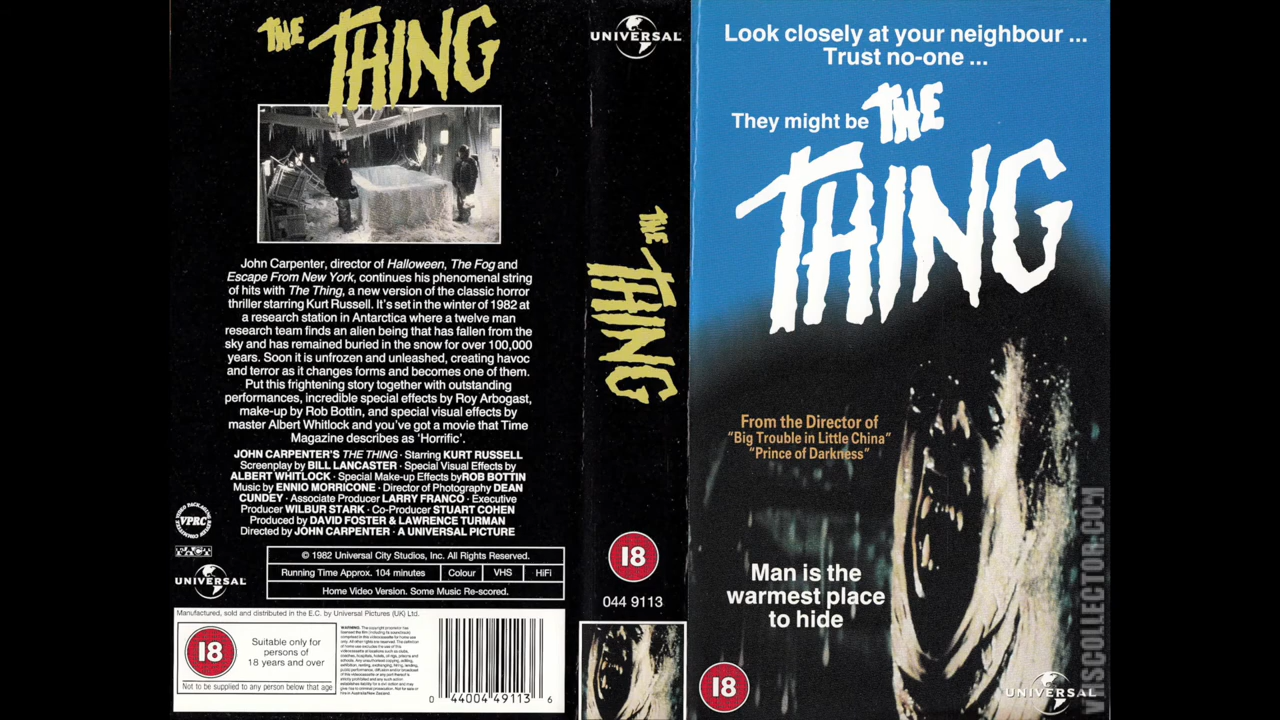 THE THING
John Carpenter, director of Halloween, The Fog and
Escape From New York, continues his phenomenal string
of hits with The Thing, a new version of the classic horror
thriller starring Kurt Russell. It's set in the winter of 1982 at
a research station in Antarctica where a twelve man
research team finds an alien being that has fallen from the
sky and has remained buried in the snow for over 100,000
years. Soon it is unfrozen and unleashed, creating havoc
and terror as it changes forms and becomes one of them.
Put this frightening story together with outstanding
performances, incredible special effects by Roy Arbogast,
make-up by Rob Bottin, and special visual effects by
master Albert Whitlock and you've got a movie that Time
Magazine describes as 'Horrific'.
JOHN CARPENTER'S THE THING · Starring KURT RUSSELL
Screenplay by BILL LANCASTER · Special Visual Effects by
ALBERT WHITLOCK · Special Make-up Effects by ROB BOTTIN
Music by ENNIO MORRICONE · Director of Photography DEAN
CUNDEY · Associate Producer LARRY FRANCO · Executive
Producer WILBUR STARK · Co-Producer STUART COHEN
Produced by DAVID FOSTER & LAWRENCE TURMAN
Directed by JOHN CARPENTER · A UNIVERSAL PICTURE
VPRC
TACT
UNIVERSAL
© 1982 Universal City Studios, Inc. All Rights Reserved.
Running Time Approx. 104 minutes Colour VHS HiFi
Home Video Version. Some Music Re-scored.
Manufactured, sold and distributed in the E.C. by Universal Pictures (UK) Ltd.
18
Suitable only for
persons of
18 years and over
Not to be supplied to any person below that age
0 44004 49113 6
UNIVERSAL
THE THING
18
044 9113
Look closely at your neighbour ...
Trust no-one ...
They might be THE
THING
From the Director of
"Big Trouble in Little China"
"Prince of Darkness"
Man is the
warmest place
to hide
18
UNIVERSAL
VHSCOLLECTOR.COM